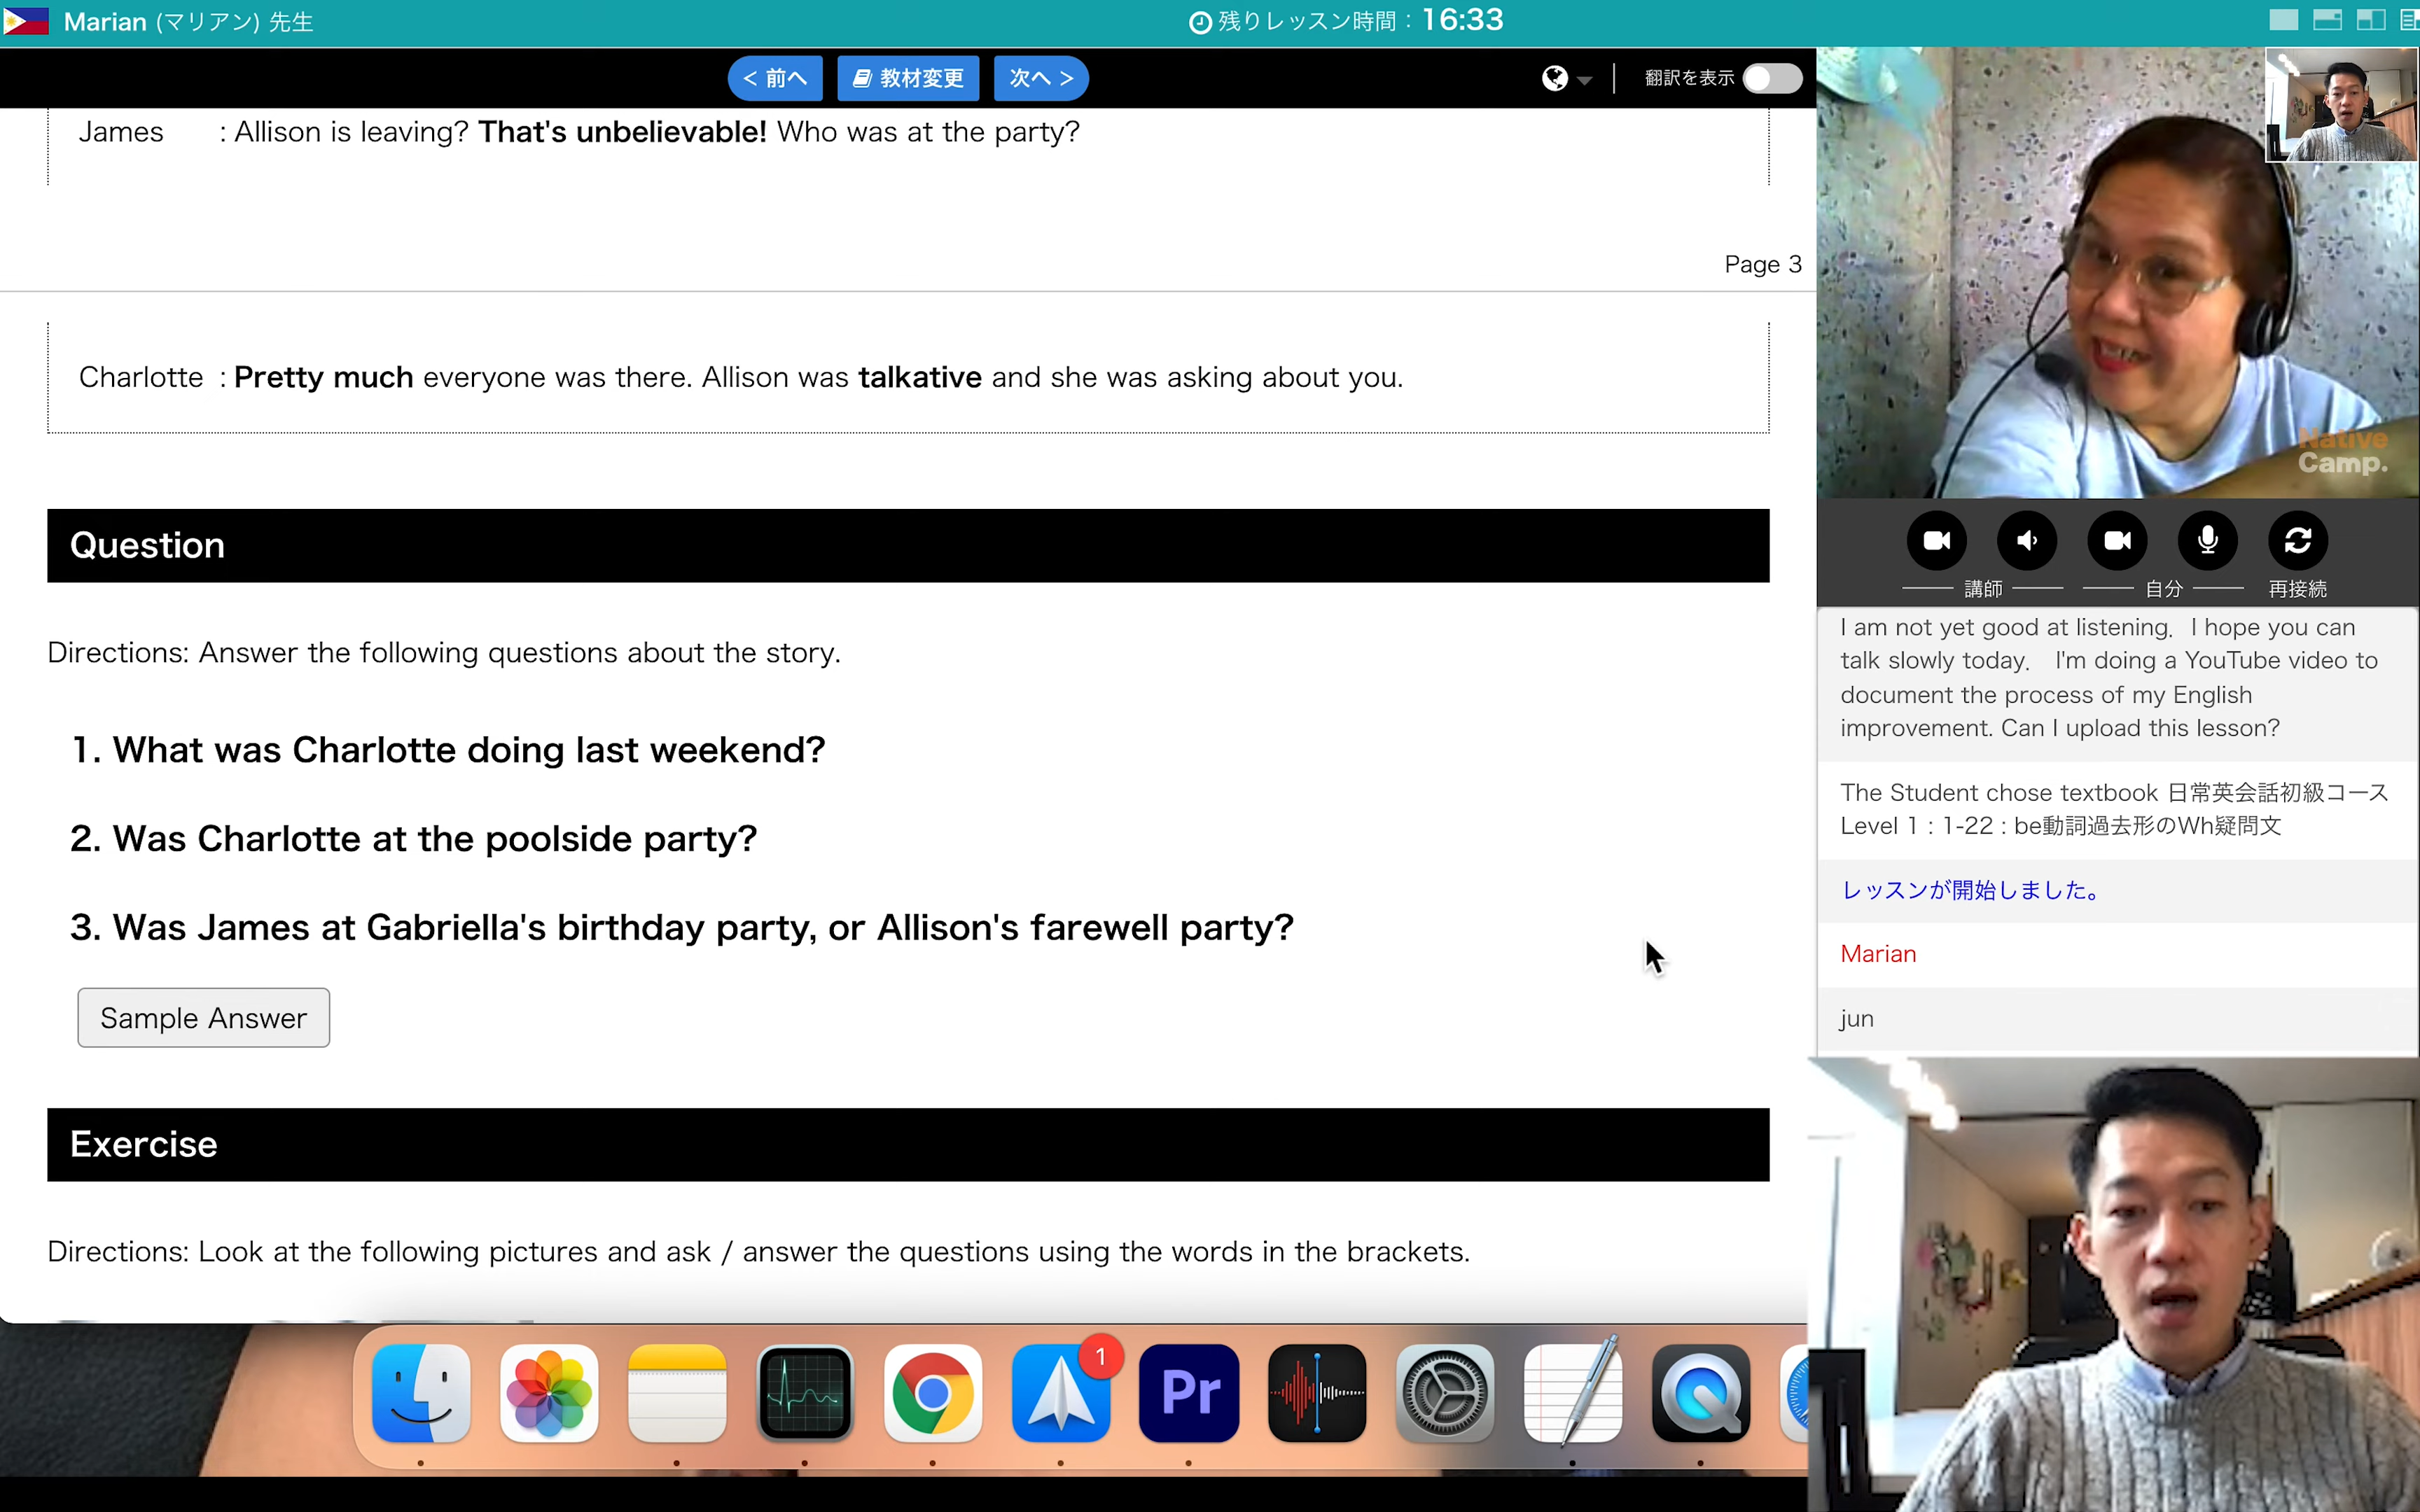 Marian (マリアン) 先生
残りレッスン時間 : 16:33
< 前へ
教材変更
次へ >
翻訳を表示
James : Allison is leaving? That's unbelievable! Who was at the party?
Page 3
Charlotte : Pretty much everyone was there. Allison was talkative and she was asking about you.
Question
Directions: Answer the following questions about the story.
1. What was Charlotte doing last weekend?
2. Was Charlotte at the poolside party?
3. Was James at Gabriella's birthday party, or Allison's farewell party?
Sample Answer
Exercise
Directions: Look at the following pictures and ask / answer the questions using the words in the brackets.
Native
Camp.
講師
自分
再接続
I am not yet good at listening. I hope you can
talk slowly today. I'm doing a YouTube video to
document the process of my English
improvement. Can I upload this lesson?
The Student chose textbook 日常英会話初級コース
Level 1 : 1-22 : be動詞過去形のWh疑問文
レッスンが開始しました。
Marian
jun
1
Pr